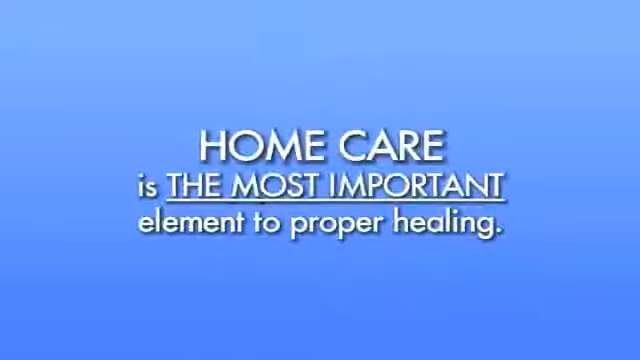 HOME CARE
is THE MOST IMPORTANT
element to proper healing.